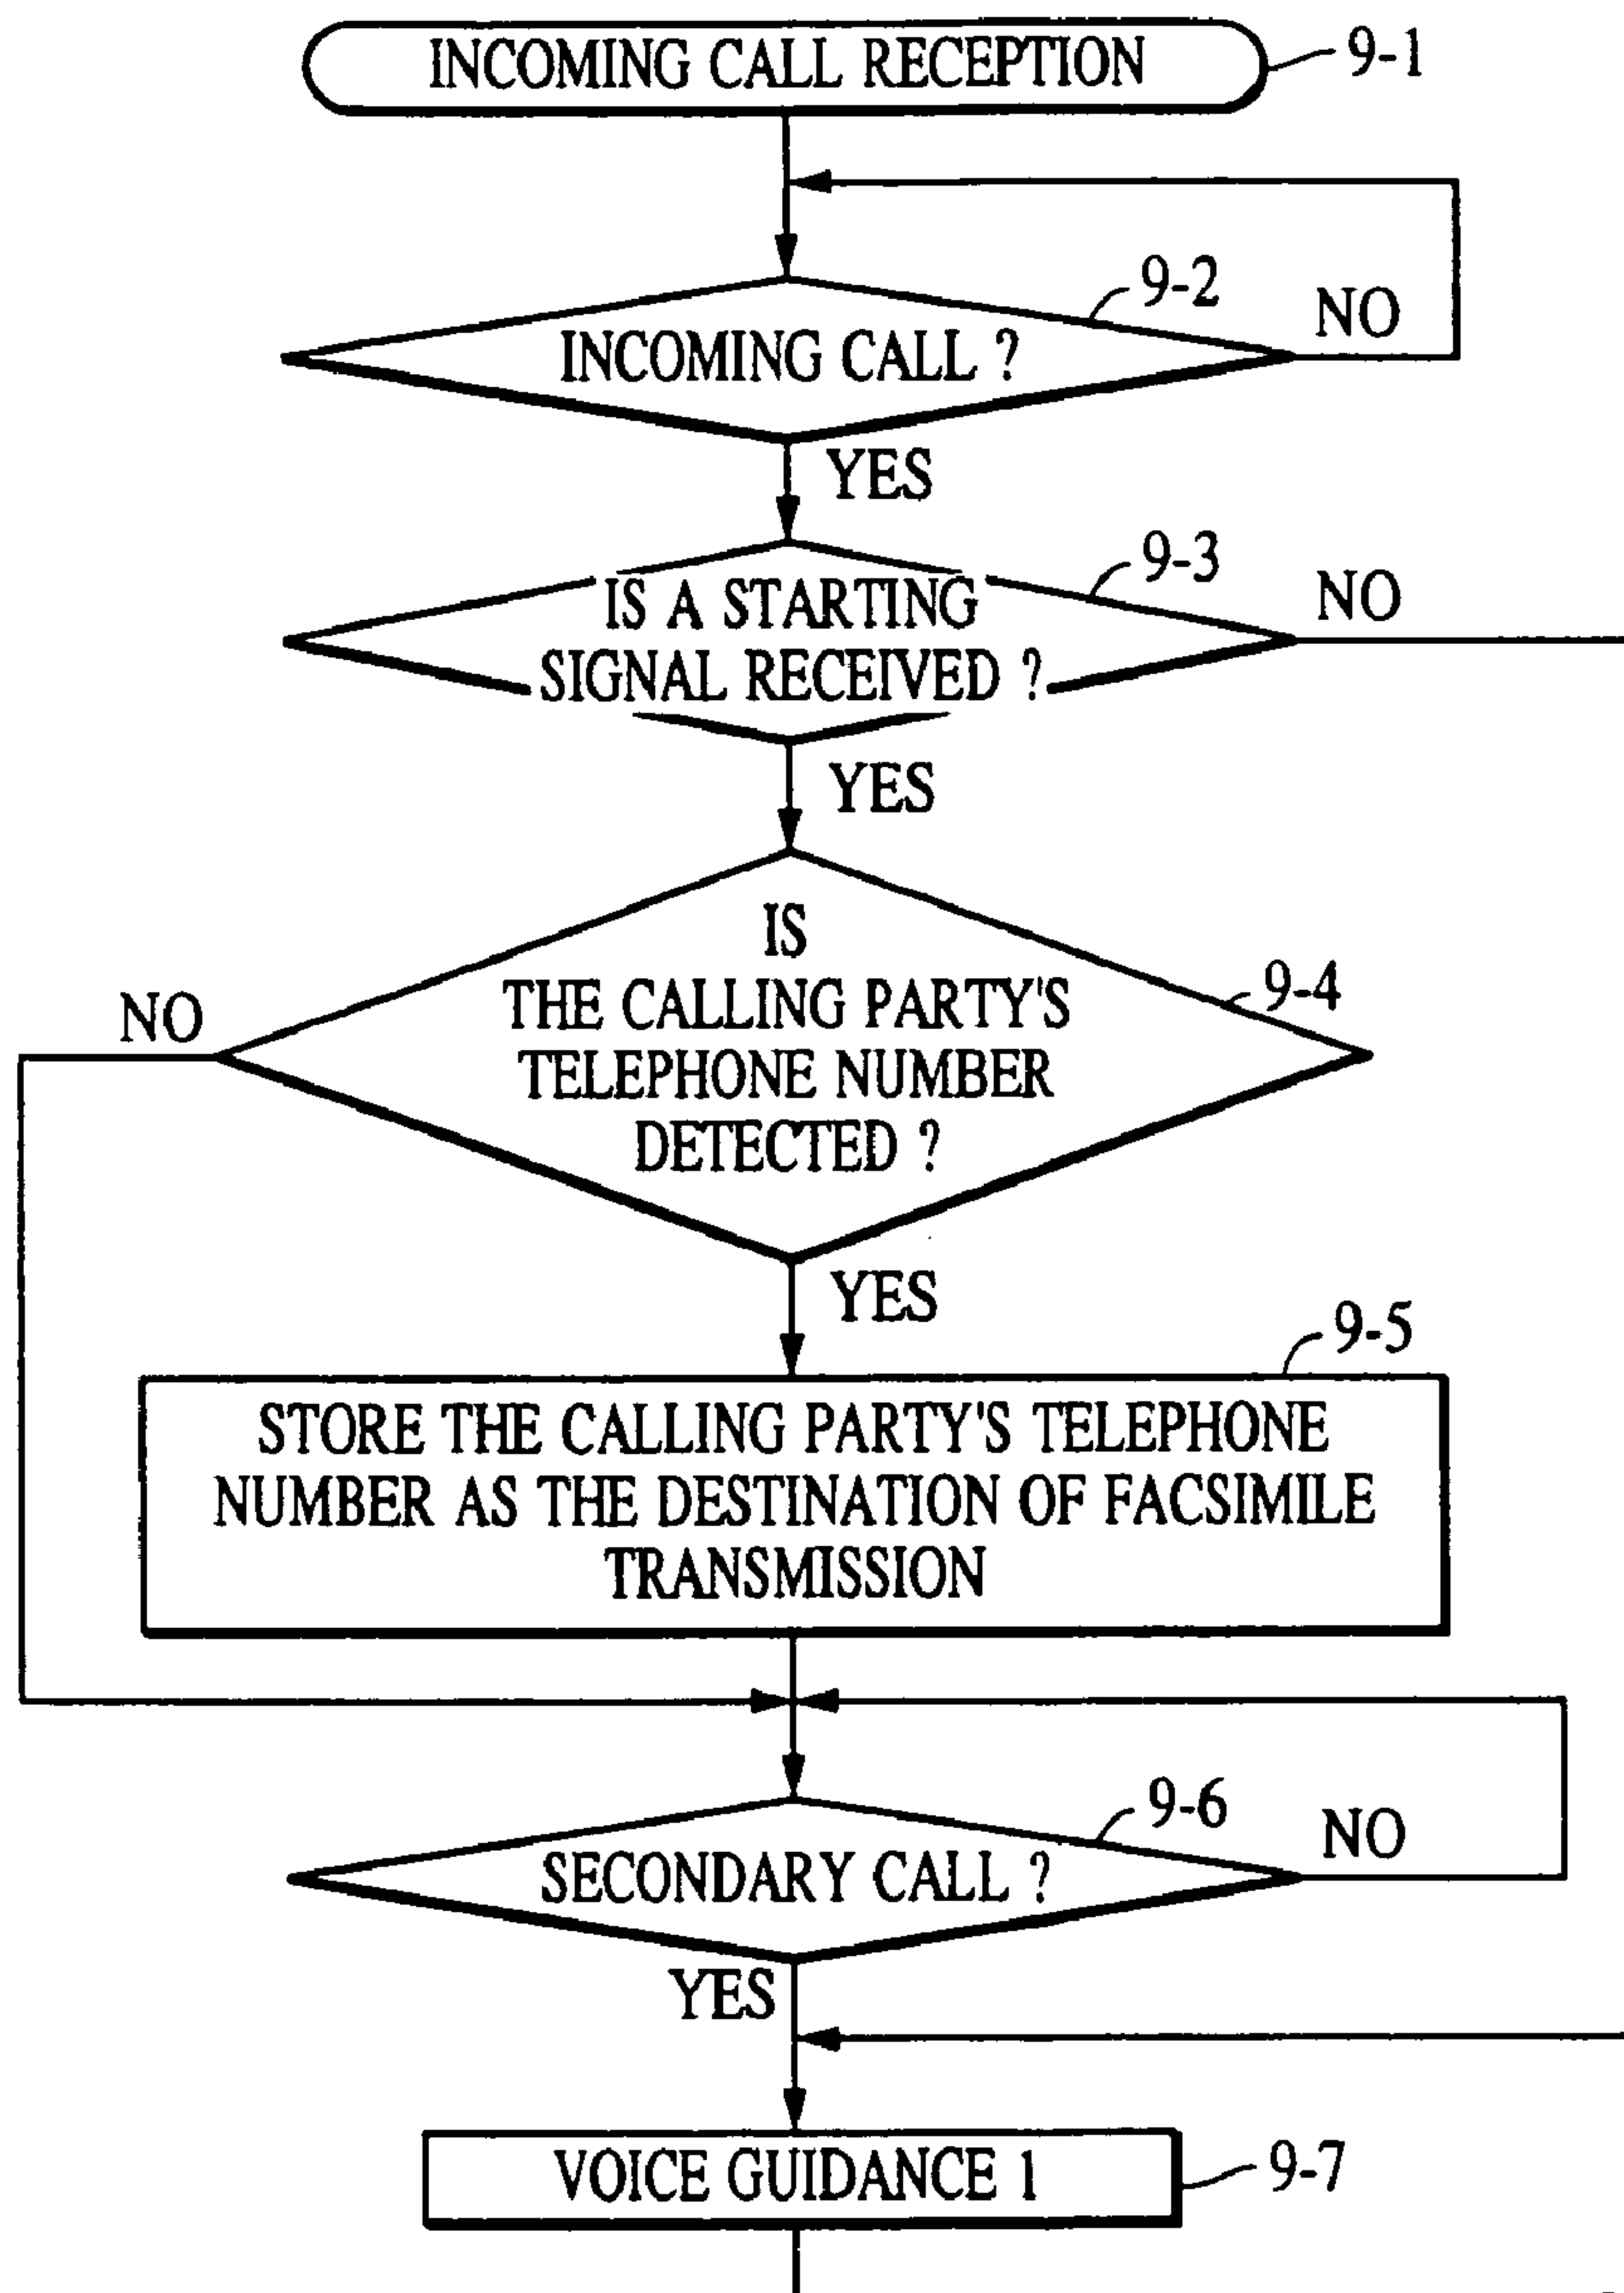 INCOMING CALL RECEPTION
9-1
9-2
NO
INCOMING CALL ?
YES
9-3
NO
IS A STARTING
SIGNAL RECEIVED ?
YES
IS
THE CALLING PARTY'S
TELEPHONE NUMBER
DETECTED ?
9-4
NO
YES
9-5
STORE THE CALLING PARTY'S TELEPHONE
NUMBER AS THE DESTINATION OF FACSIMILE
TRANSMISSION
9-6
NO
SECONDARY CALL ?
YES
VOICE GUIDANCE 1
9-7